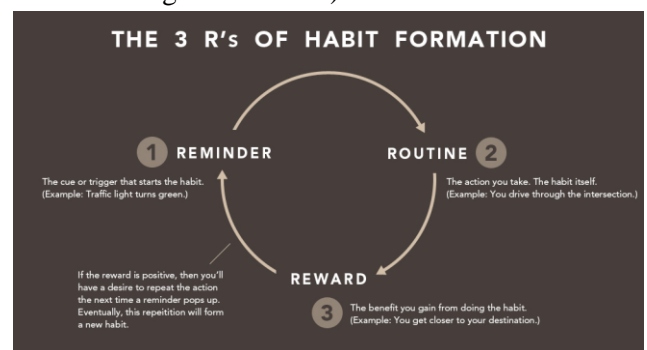 THE 3 R's OF HABIT FORMATION
1 REMINDER
The cue or trigger that starts the habit.
(Example: Traffic light turns green.)
ROUTINE 2
The action you take. The habit itself.
(Example: You drive through the intersection.)
REWARD
3
The benefit you gain from doing the habit.
(Example: You get closer to your destination.)
If the reward is positive, then you'll
have a desire to repeat the action
the next time a reminder pops up.
Eventually, this repeitition will form
a new habit.